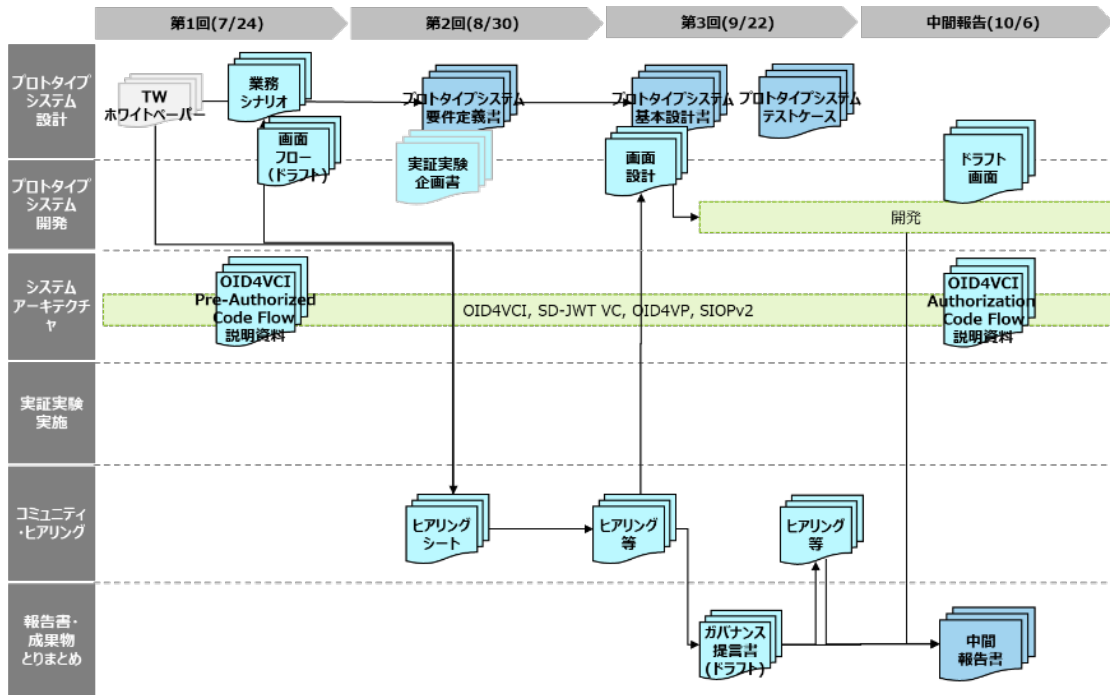 第1回(7/24)
第2回(8/30)
第3回(9/22)
中間報告(10/6)
プロトタイプ
システム
設計
TW
ホワイトペーパー
業務
シナリオ
画面
フロー
(ドラフト)
プロトタイプシステム
要件定義書
実証実験
企画書
プロトタイプシステム
基本設計書
画面
設計
プロトタイプシステム
テストケース
ドラフト
画面
プロトタイプ
システム
開発
開発
システム
アーキテクチ
ャ
OID4VCI
Pre-Authorized
Code Flow
説明資料
OID4VCI, SD-JWT VC, OID4VP, SIOPv2
OID4VCI
Authorization
Code Flow
説明資料
実証実験
実施
コミュニティ
・ヒアリング
ヒアリング
シート
ヒアリング
等
ヒアリング
等
報告書・
成果物
とりまとめ
ガバナンス
提言書
(ドラフト)
中間
報告書